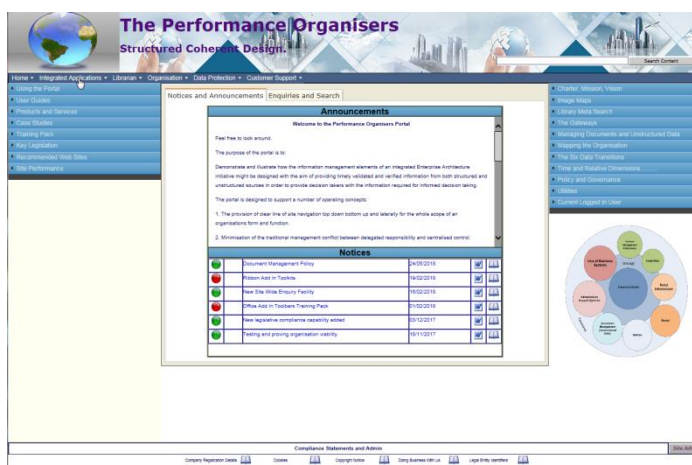 The Performance Organisers
Structured Coherent Design.
Search Content
Home Integrated Applications Librarian Organisation Data Protection Customer Support
Using the Portal
User Guides
Products and Services
Case Studies
Training Pack
Key Legislation
Recommended Web Sites
Site Performance
Notices and Announcements Enquiries and Search
Announcements
Welcome to the Performance Organisers Portal
Feel free to look around.
The purpose of the portal is to:
Demonstrate and illustrate how the information management elements of an integrated Enterprise Architecture
initiative might be designed with the aim of providing timely validated and verified information from both structured and
unstructured sources in order to provide decision takers with the information required for informed decision taking.
The portal is designed to support a number of operating concepts:
1. The provision of clear line of site navigation top down bottom up and laterally for the whole scope of an
organisations form and function
2. Minimisation of the traditional management conflict between delegated responsibility and centralised control
Notices
Document Management Policy 24/05/2018
Ribbon Add In Toolkits 19/02/2018
New Site Wide Enquiry Facility 16/02/2018
Office Add In Toolbars Training Pack 01/02/2018
New legislative compliance capability added 03/12/2017
Testing and proving organisation viability 18/11/2017
Charter, Mission, Vision
Image Maps
Library Meta Search
The Gateways
Managing Documents and Unstructured Data
Mapping the Organisation
The Six Data Transitions
Time and Relative Dimensions
Policy and Governance
Utilities
Current Logged In User
Line of Business
Systems
Portal
Compliance Statements and Admin
Site Ad
Company Registration Details Cookies Copyright Notice Doing Business With Us Legal Entity Identifiers